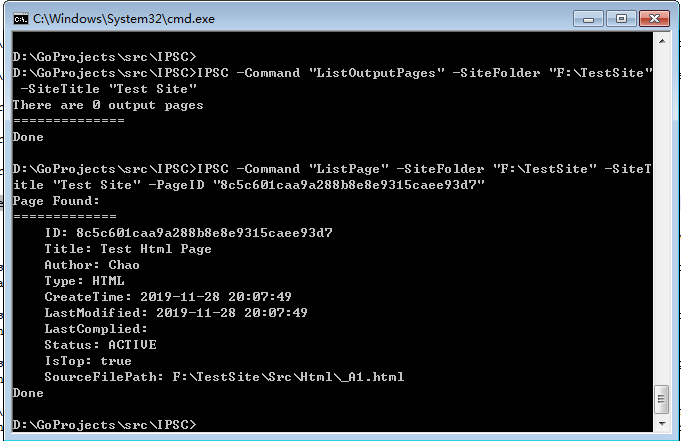 C:\Windows\System32\cmd.exe
D:\GoProjects\src\IPSC>
D:\GoProjects\src\IPSC>IPSC -Command "ListOutputPages" -SiteFolder "F:\TestSite"
 -SiteTitle "Test Site"
There are 0 output pages
==============
Done
D:\GoProjects\src\IPSC>IPSC -Command "ListPage" -SiteFolder "F:\TestSite" -SiteT
itle "Test Site" -PageID "8c5c601caa9a288b8e8e9315caee93d7"
Page Found:
=============
    ID: 8c5c601caa9a288b8e8e9315caee93d7
    Title: Test Html Page
    Author: Chao
    Type: HTML
    CreateTime: 2019-11-28 20:07:49
    LastModified: 2019-11-28 20:07:49
    LastComplied:
    Status: ACTIVE
    IsTop: true
    SourceFilePath: F:\TestSite\Src\Html\_A1.html
Done
D:\GoProjects\src\IPSC>